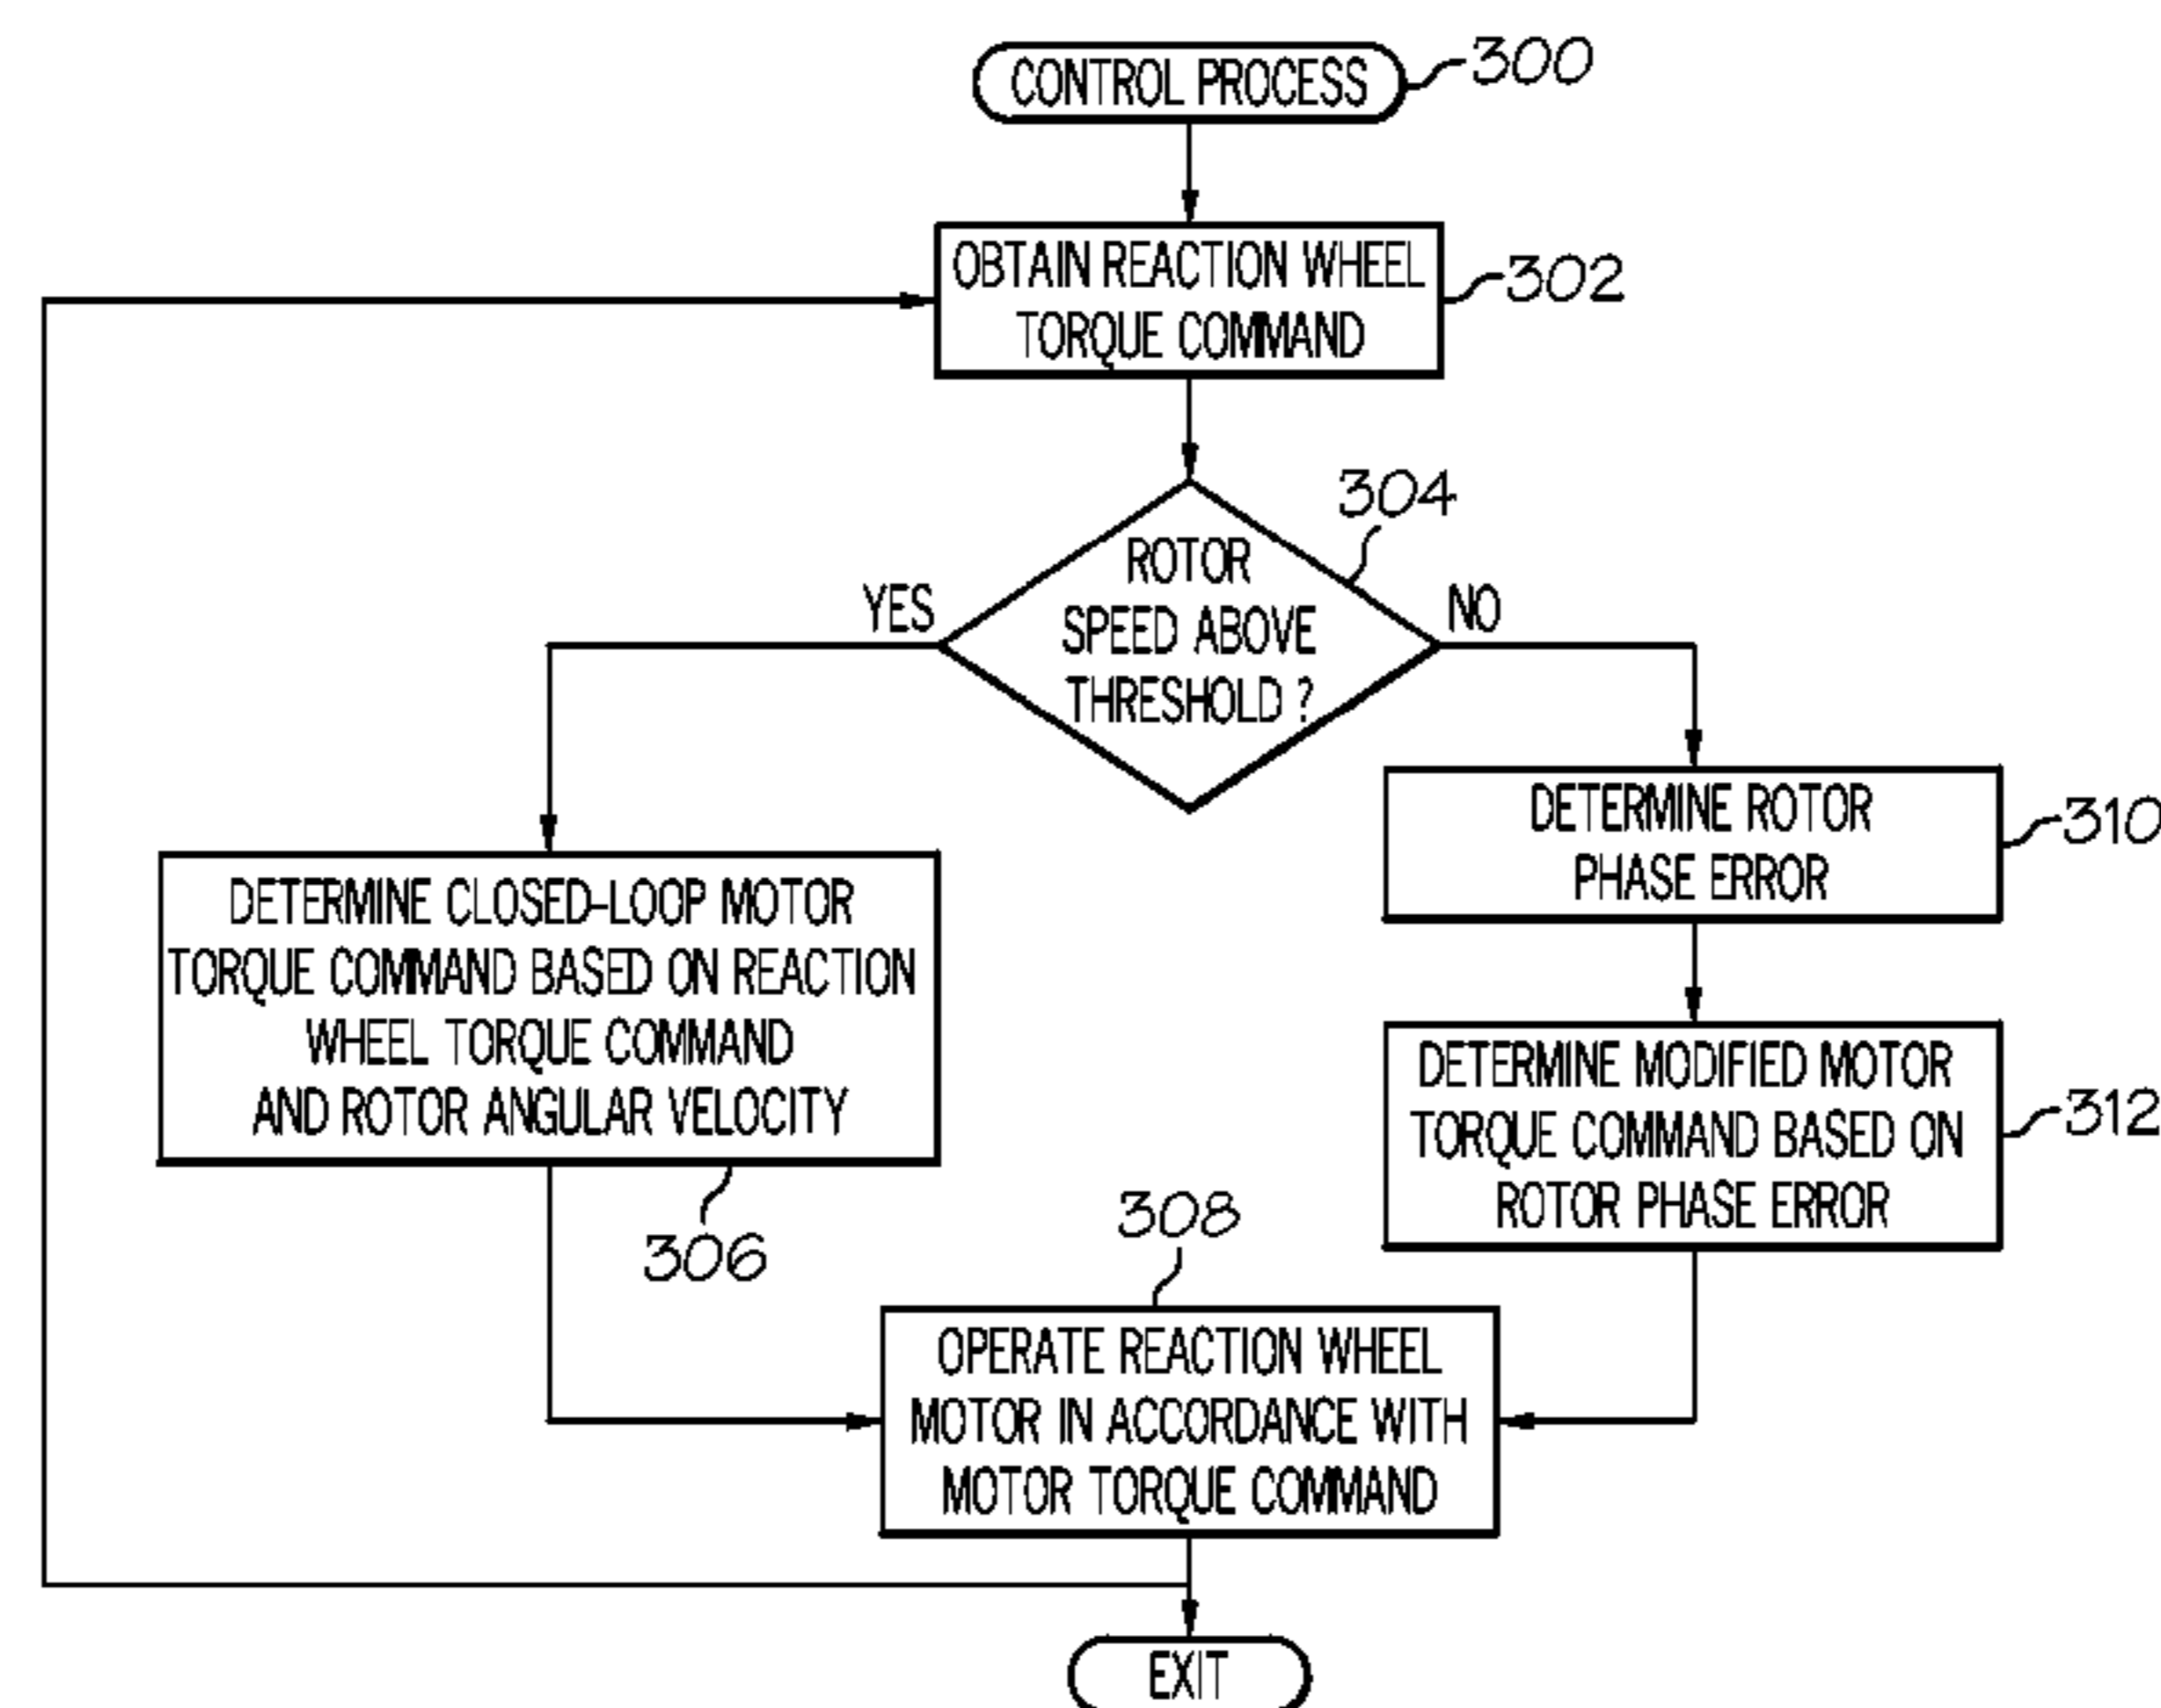 CONTROL PROCESS
300
OBTAIN REACTION WHEEL
TORQUE COMMAND
302
304
ROTOR
SPEED ABOVE
THRESHOLD ?
YES
NO
DETERMINE ROTOR
PHASE ERROR
310
DETERMINE CLOSED-LOOP MOTOR
TORQUE COMMAND BASED ON REACTION
WHEEL TORQUE COMMAND
AND ROTOR ANGULAR VELOCITY
306
DETERMINE MODIFIED MOTOR
TORQUE COMMAND BASED ON
ROTOR PHASE ERROR
312
308
OPERATE REACTION WHEEL
MOTOR IN ACCORDANCE WITH
MOTOR TORQUE COMMAND
EXIT